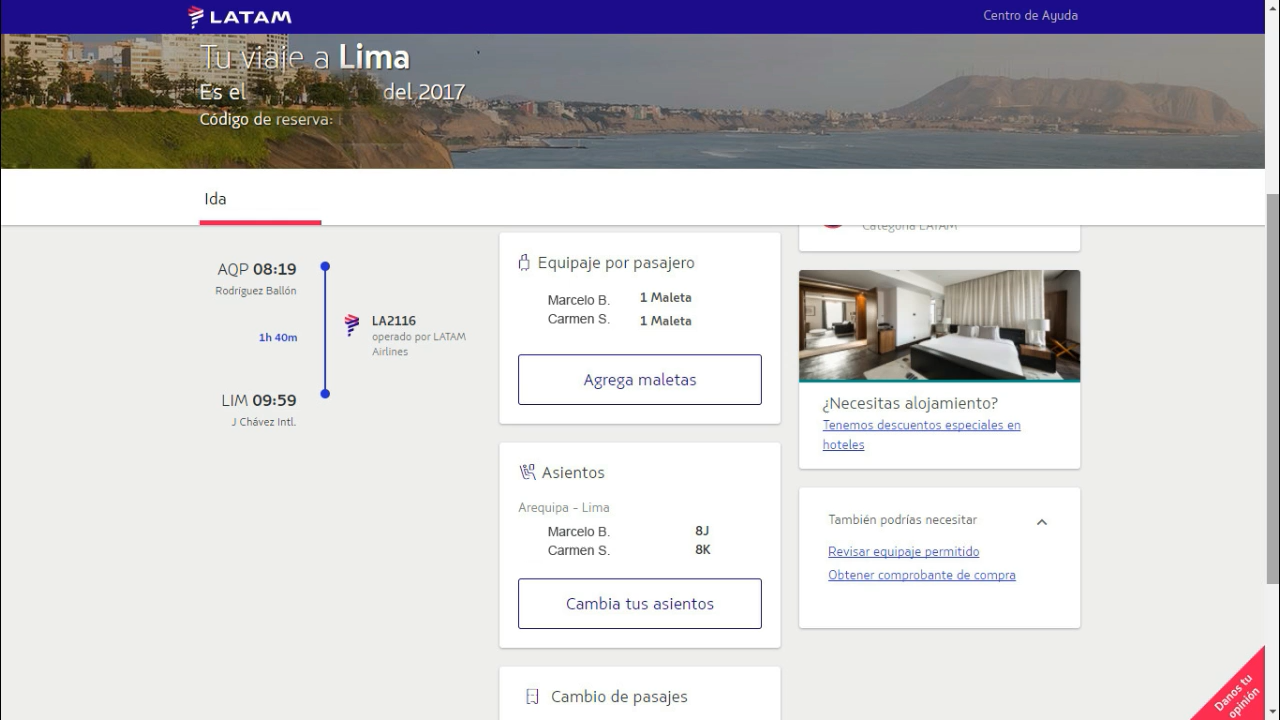 LATAM
Centro de Ayuda
Tu viaje a Lima
Es el del 2017
Código de reserva:
Ida
AQP 08:19
Rodríguez Ballón
1h 40m
LA2116
operado por LATAM
Airlines
LIM 09:59
J Chávez Intl.
Equipaje por pasajero
Marcelo B. 1 Maleta
Carmen S. 1 Maleta
Agrega maletas
Asientos
Arequipa - Lima
Marcelo B. 8J
Carmen S. 8K
Cambia tus asientos
Cambio de pasajes
Categoría LATAM
¿Necesitas alojamiento?
Tenemos descuentos especiales en
hoteles
También podrías necesitar
Revisar equipaje permitido
Obtener comprobante de compra
Danos tu
opinión